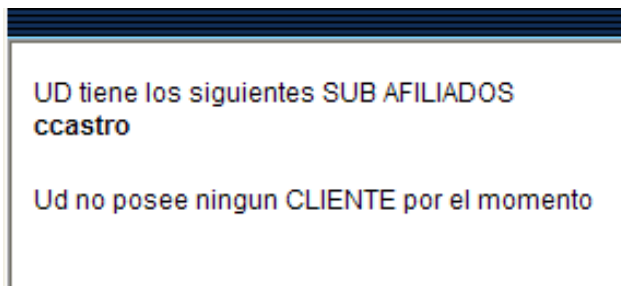 UD tiene los siguientes SUB AFILIADOS
ccastro
Ud no posee ningun CLIENTE por el momento